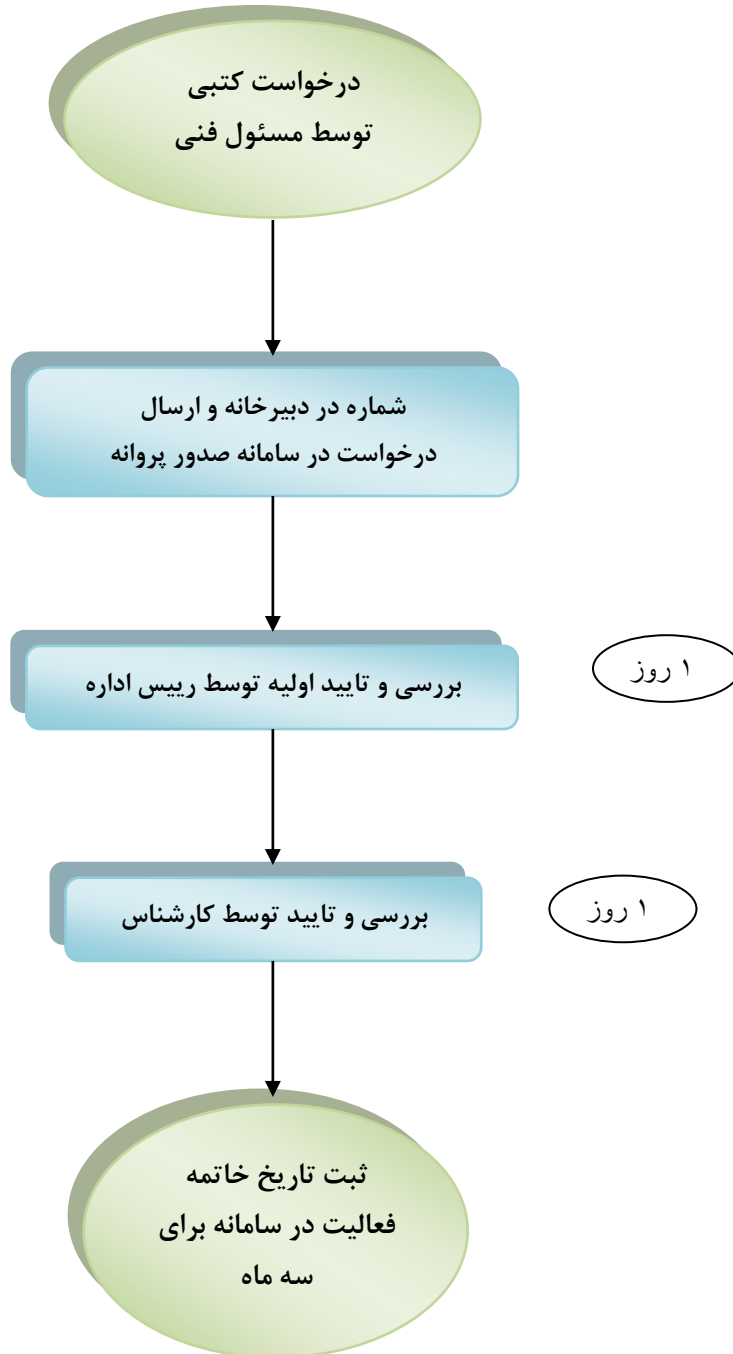 درخواست کتبی
توسط مسئول فنی
شماره در دبیرخانه و ارسال
درخواست در سامانه صدور پروانه
بررسی و تایید اولیه توسط رییس اداره
۱ روز
بررسی و تایید توسط کارشناس
۱ روز
ثبت تاریخ خاتمه
فعالیت در سامانه برای
سه ماه